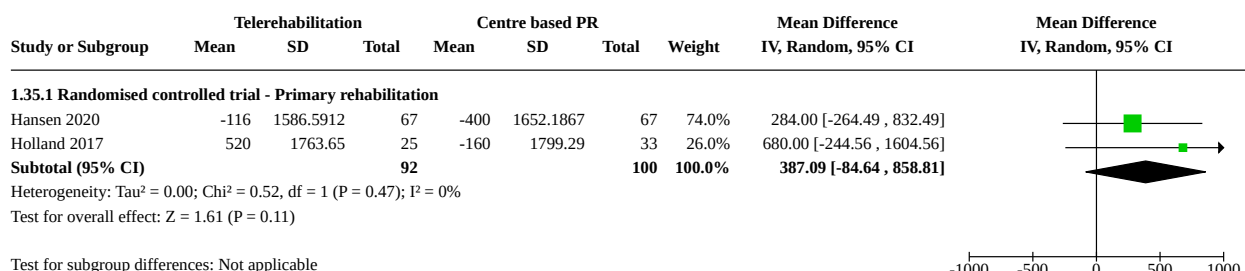 Telerehabilitation Centre based PR Mean Difference Mean Difference
Study or Subgroup Mean SD Total Mean SD Total Weight IV, Random, 95% CI IV, Random, 95% CI
1.35.1 Randomised controlled trial - Primary rehabilitation
Hansen 2020 -116 1586.5912 67 -400 1652.1867 67 74.0% 284.00 [-264.49 , 832.49]
Holland 2017 520 1763.65 25 -160 1799.29 33 26.0% 680.00 [-244.56 , 1604.56]
Subtotal (95% CI) 92 100 100.0% 387.09 [-84.64 , 858.81]
Heterogeneity: Tau² = 0.00; Chi² = 0.52, df = 1 (P = 0.47); I² = 0%
Test for overall effect: Z = 1.61 (P = 0.11)
Test for subgroup differences: Not applicable
-1000 -500 0 500 1000